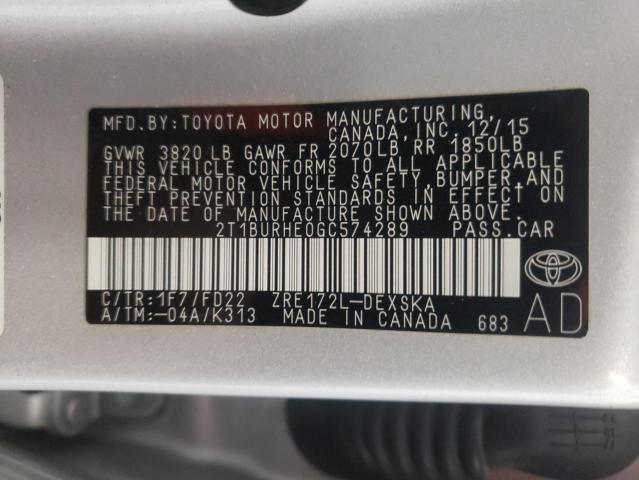 MFD.BY:TOYOTA MOTOR MANUFACTURING,
CANADA, INC. 12/15
GVWR 3820 LB GAWR FR 2070LB RR 1850LB
THIS VEHICLE CONFORMS TO ALL APPLICABLE
FEDERAL MOTOR VEHICLE SAFETY, BUMPER, AND
THEFT PREVENTION STANDARDS IN EFFECT ON
THE DATE OF MANUFACTURE SHOWN ABOVE.
2T1BURHE0GC574289 PASS.CAR
C/TR:1F7/FD22 ZRE172L-DEXSKA
A/TM:-04A/K313 MADE IN CANADA 683
AD